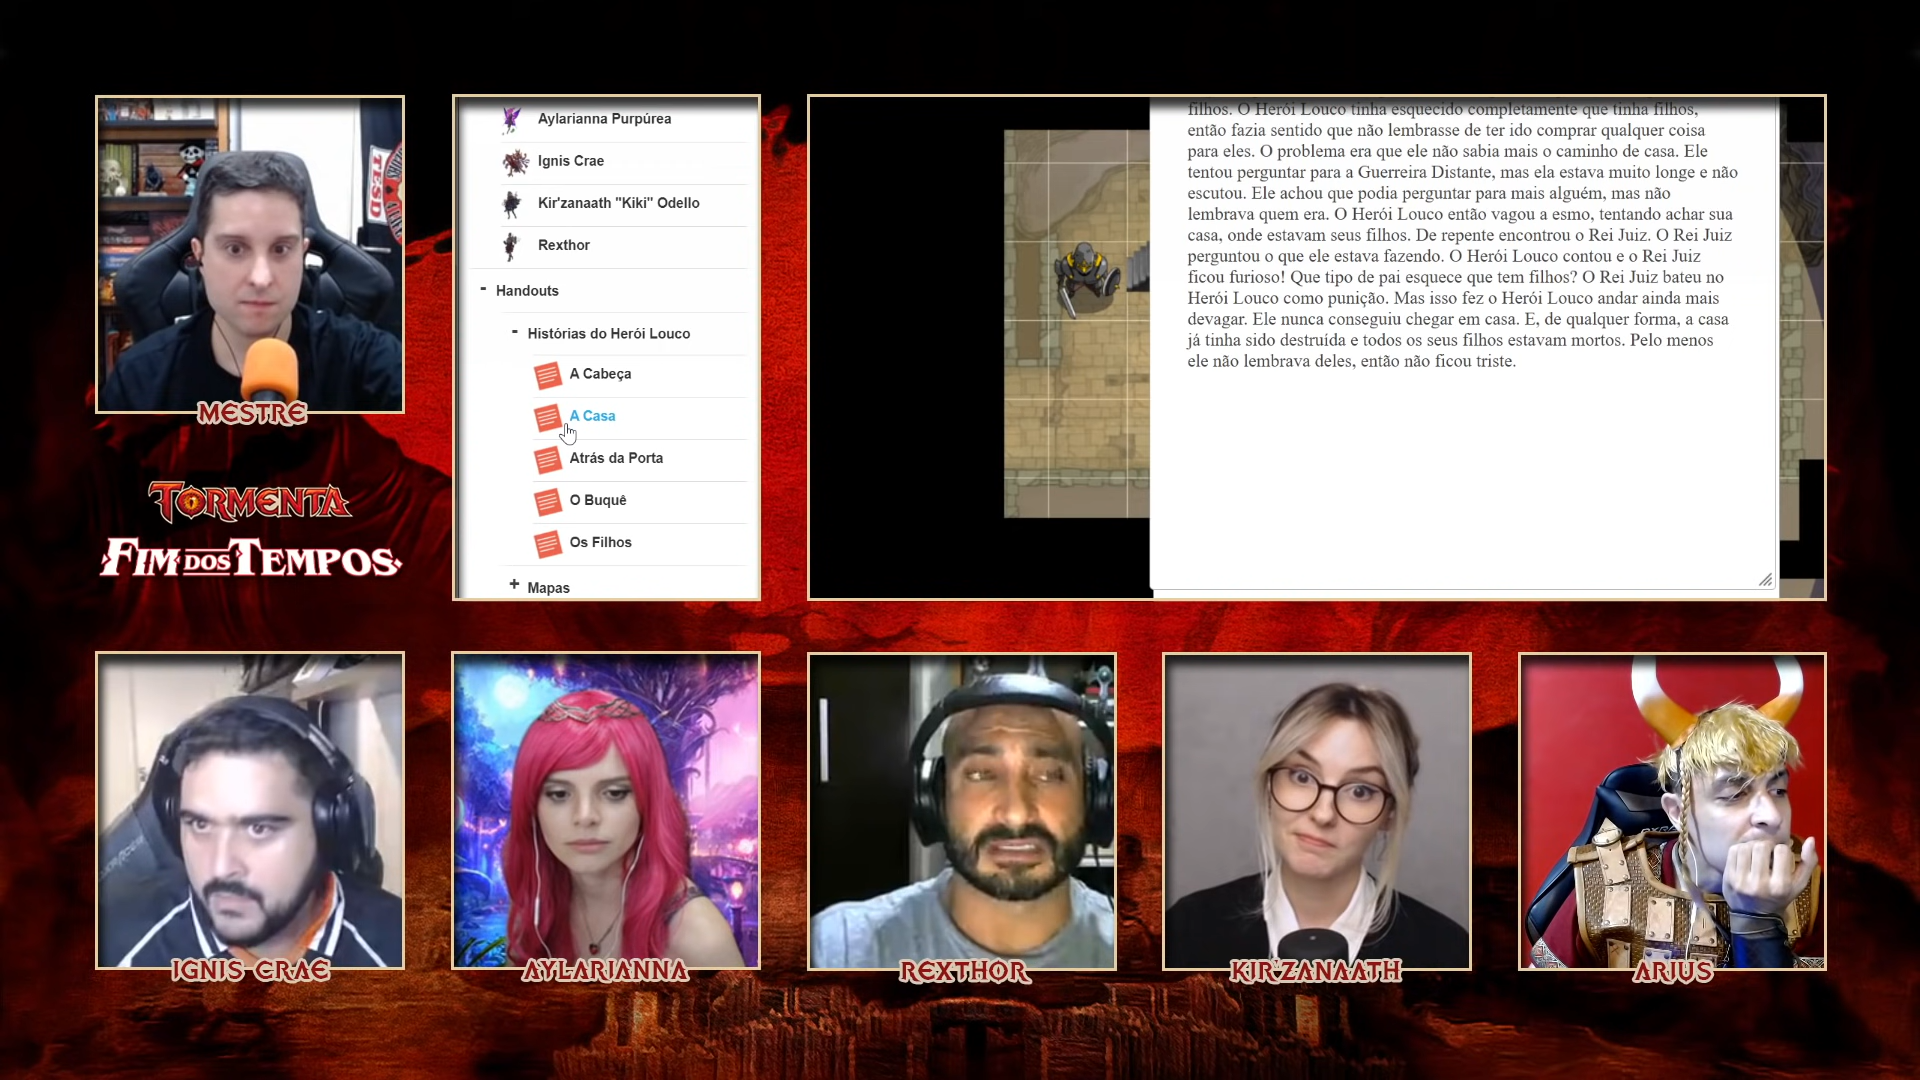 TESD
MESTRE
TORMENTA
FIM DOS TEMPOS
Aylarianna Purpúrea
Ignis Crae
Kir'zanaath "Kiki" Odello
Rexthor
- Handouts
- Histórias do Herói Louco
A Cabeça
A Casa
Atrás da Porta
O Buquê
Os Filhos
+ Mapas
filhos. O Herói Louco tinha esquecido completamente que tinha filhos,
então fazia sentido que não lembrasse de ter ido comprar qualquer coisa
para eles. O problema era que ele não sabia mais o caminho de casa. Ele
tentou perguntar para a Guerreira Distante, mas ela estava muito longe e não
escutou. Ele achou que podia perguntar para mais alguém, mas não
lembrava quem era. O Herói Louco então vagou a esmo, tentando achar sua
casa, onde estavam seus filhos. De repente encontrou o Rei Juiz. O Rei Juiz
perguntou o que ele estava fazendo. O Herói Louco contou e o Rei Juiz
ficou furioso! Que tipo de pai esquece que tem filhos? O Rei Juiz bateu no
Herói Louco como punição. Mas isso fez o Herói Louco andar ainda mais
devagar. Ele nunca conseguiu chegar em casa. E, de qualquer forma, a casa
já tinha sido destruída e todos os seus filhos estavam mortos. Pelo menos
ele não lembrava deles, então não ficou triste.
IGNIS CRAE
AYLARIANNA
REXTHOR
KIR'ZANAATH
ARIUS